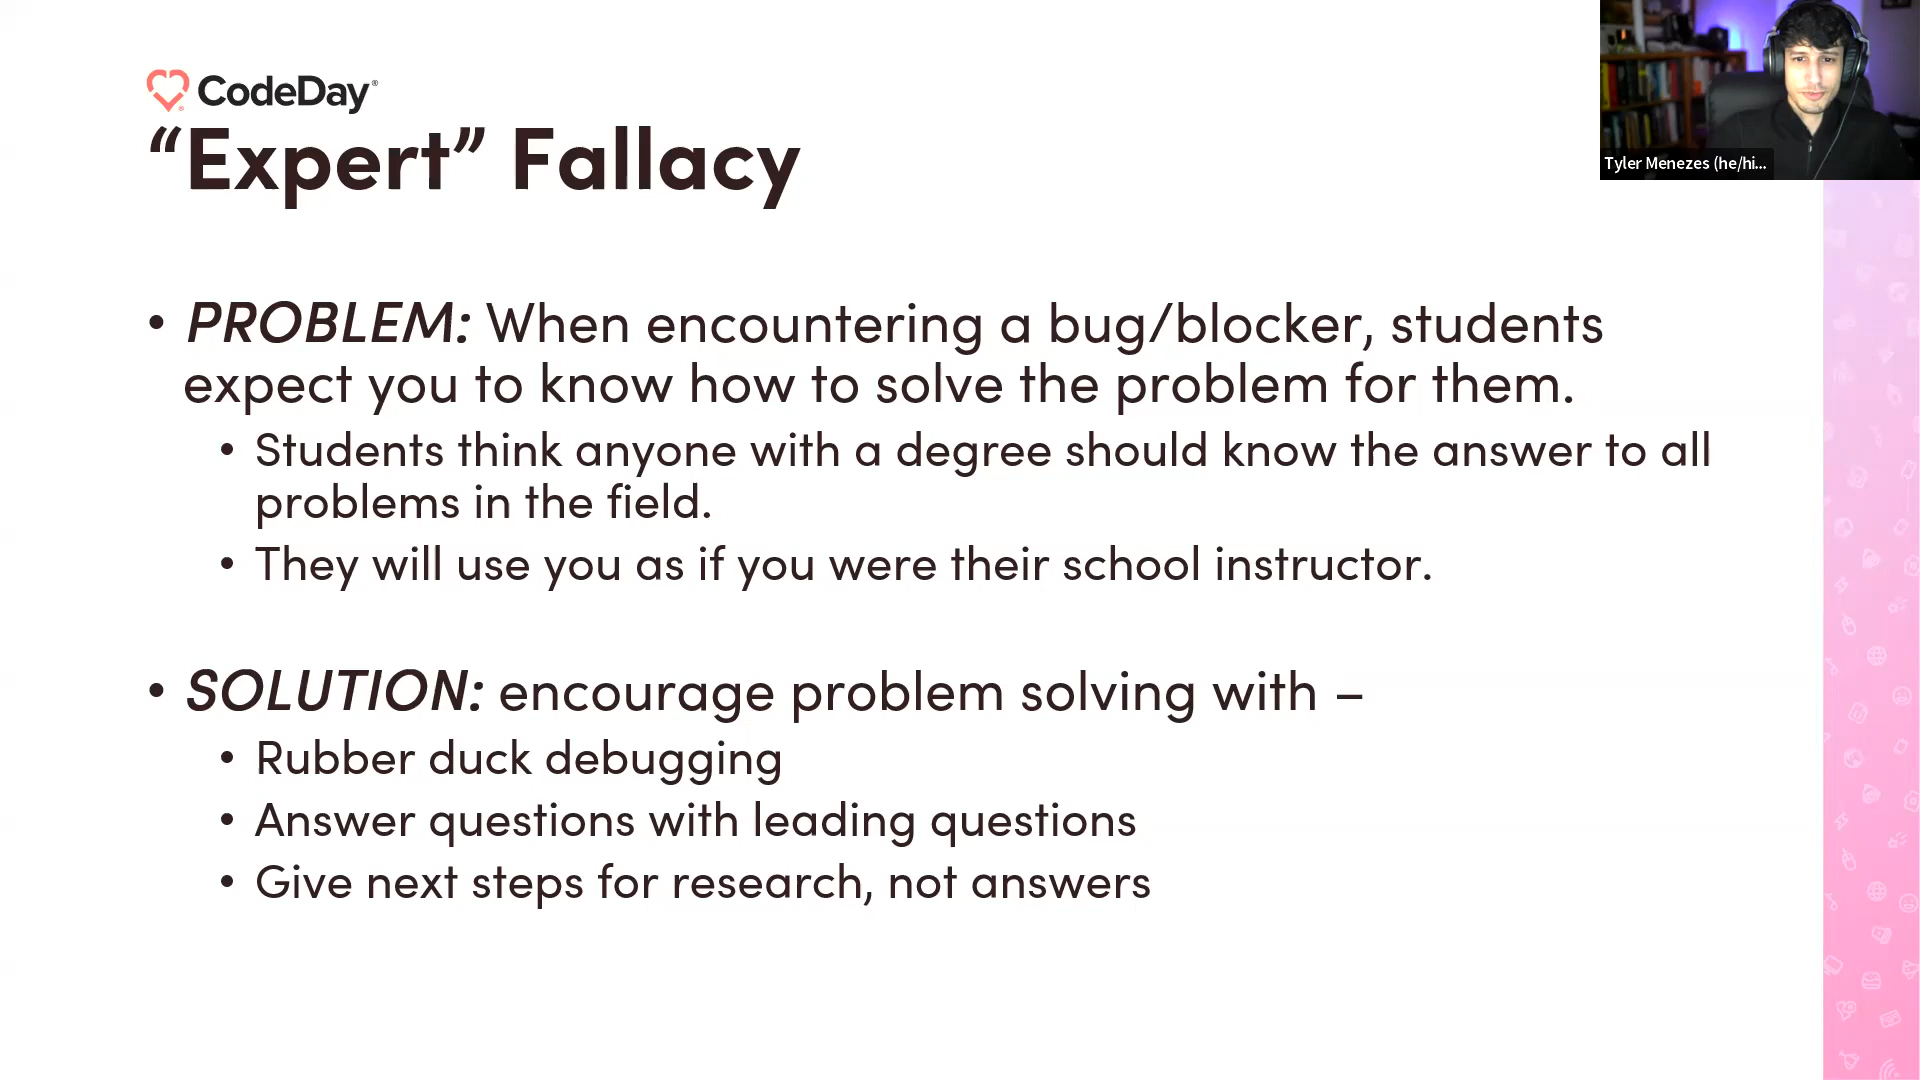 CodeDay®
“Expert” Fallacy
• PROBLEM: When encountering a bug/blocker, students
expect you to know how to solve the problem for them.
• Students think anyone with a degree should know the answer to all
problems in the field.
• They will use you as if you were their school instructor.
• SOLUTION: encourage problem solving with –
• Rubber duck debugging
• Answer questions with leading questions
• Give next steps for research, not answers
Tyler Menezes (he/hi...